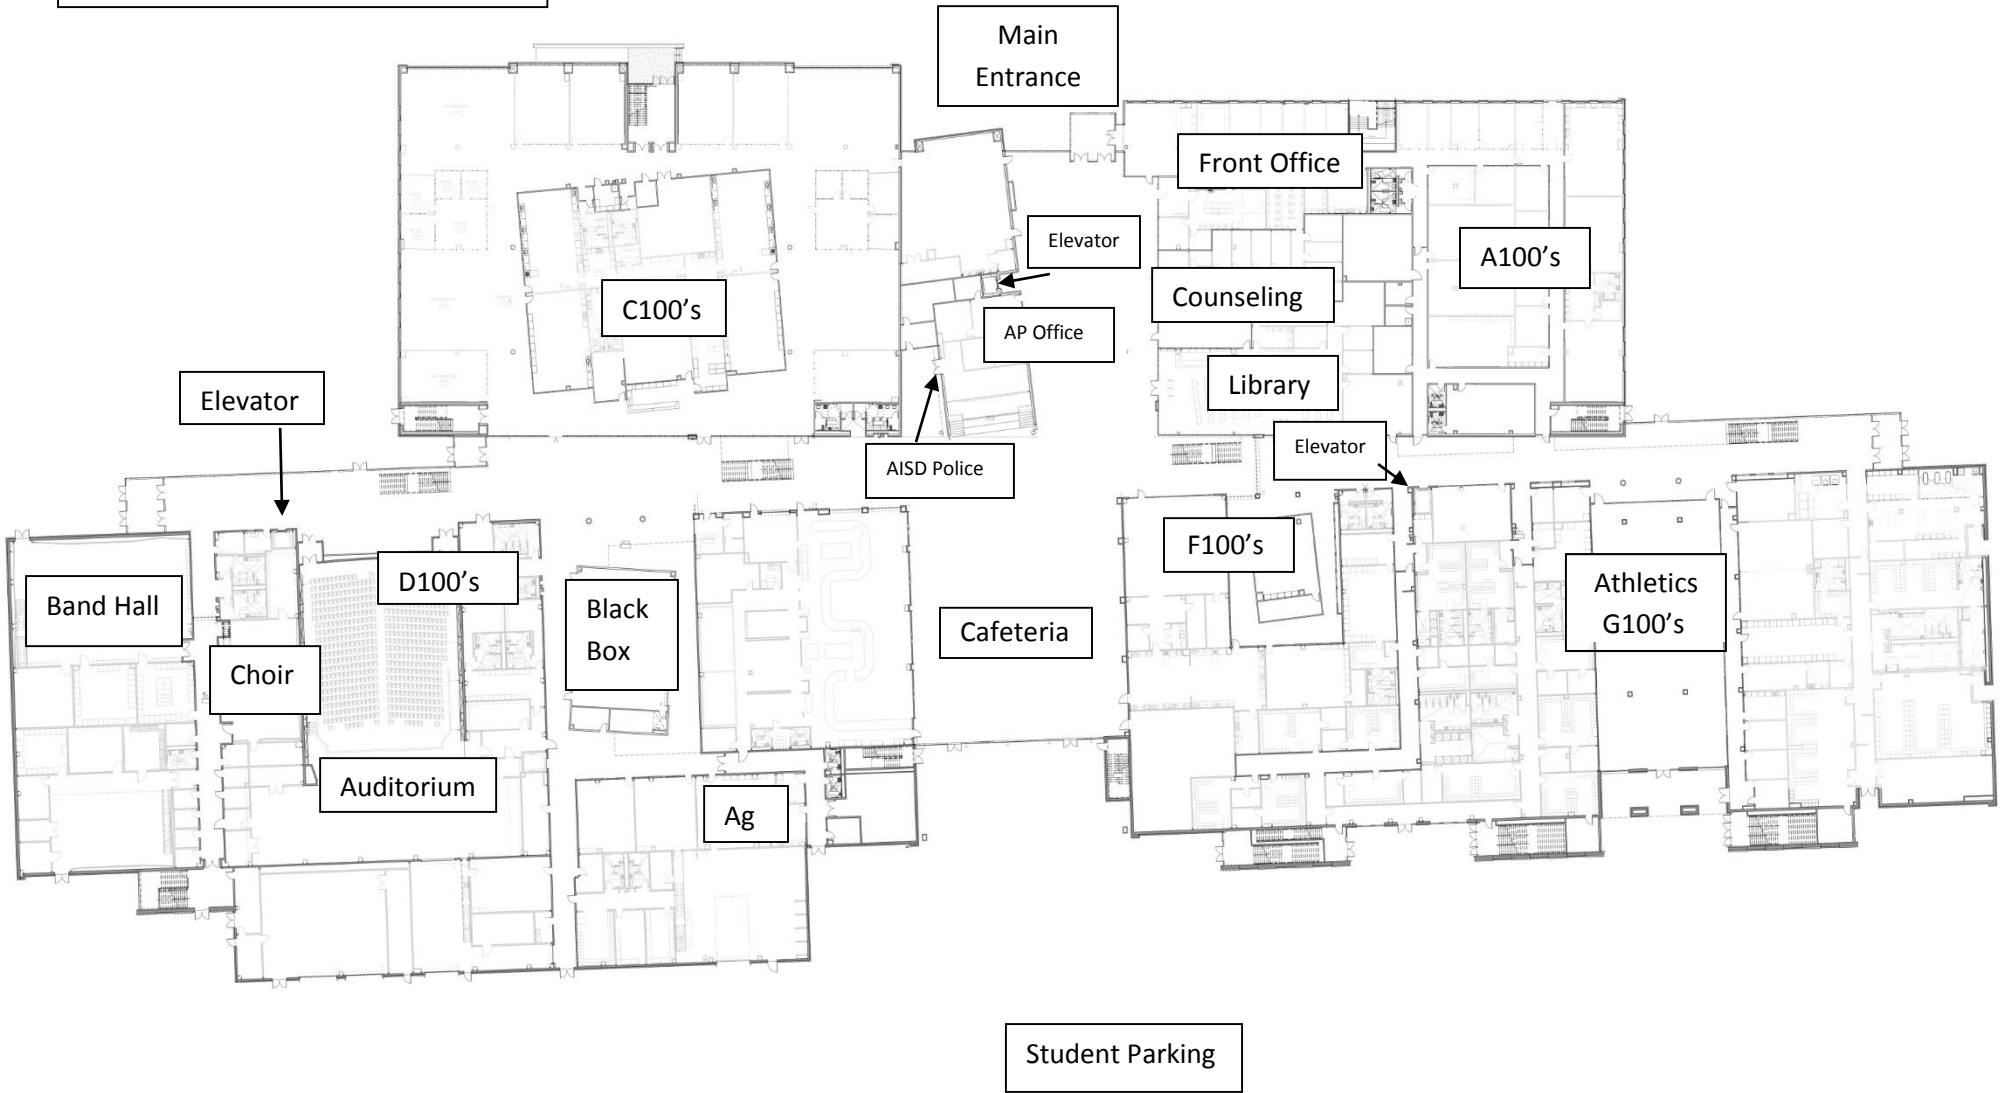 Main
Entrance
Front Office
Elevator
A100's
Counseling
C100's
AP Office
Library
Elevator
Elevator
AISD Police
F100's
D100's
Athletics
G100's
Band Hall
Black
Box
Cafeteria
Choir
Auditorium
Ag
Student Parking